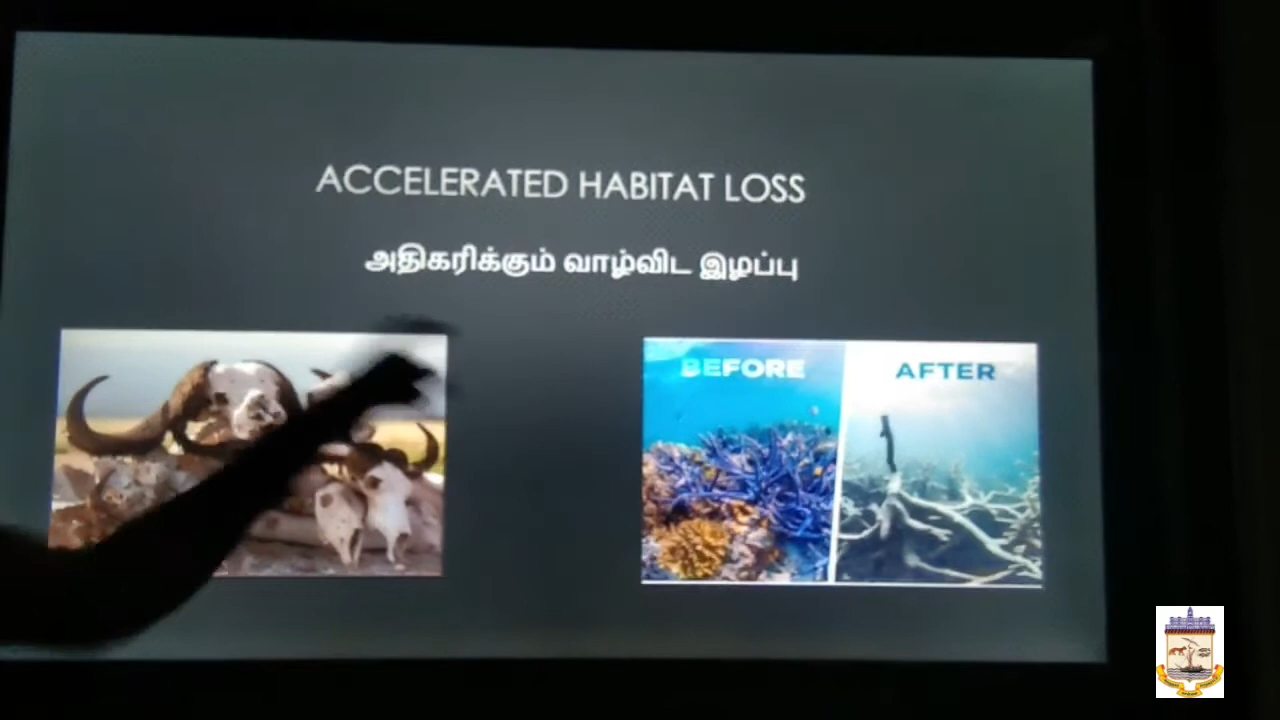 ACCELERATED HABITAT LOSS
அதிகரிக்கும் வாழ்விட இழப்பு
BEFORE
AFTER